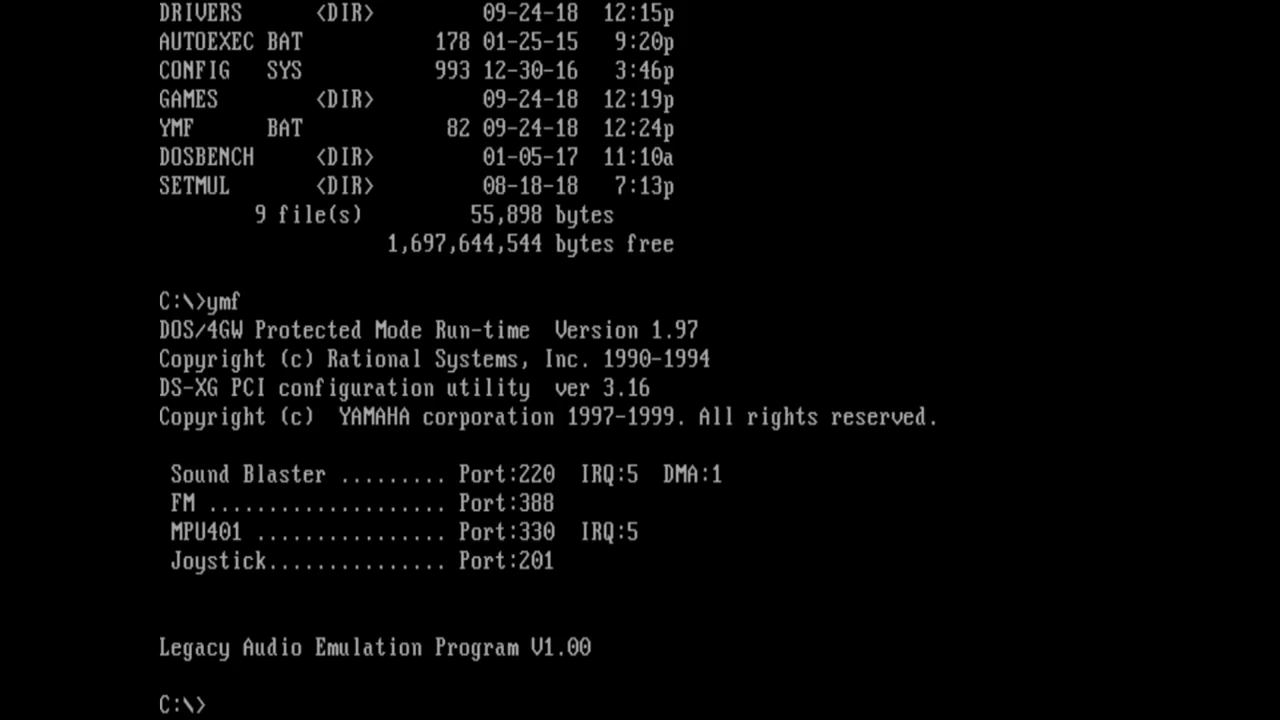 DRIVERS      <DIR>         09-24-18  12:15p
AUTOEXEC BAT           178 01-25-15   9:20p
CONFIG   SYS           993 12-30-16   3:46p
GAMES        <DIR>         09-24-18  12:19p
YMF      BAT            82 09-24-18  12:24p
DOSBENCH     <DIR>         01-05-17  11:10a
SETMUL       <DIR>         08-18-18   7:13p
        9 file(s)         55,898 bytes
                   1,697,644,544 bytes free
C:\>ymf
DOS/4GW Protected Mode Run-time  Version 1.97
Copyright (c) Rational Systems, Inc. 1990-1994
DS-XG PCI configuration utility  ver 3.16
Copyright (c)  YAMAHA corporation 1997-1999. All rights reserved.
 Sound Blaster ......... Port:220  IRQ:5  DMA:1
 FM .................... Port:388
 MPU401 ................ Port:330  IRQ:5
 Joystick............... Port:201
Legacy Audio Emulation Program V1.00
C:\>